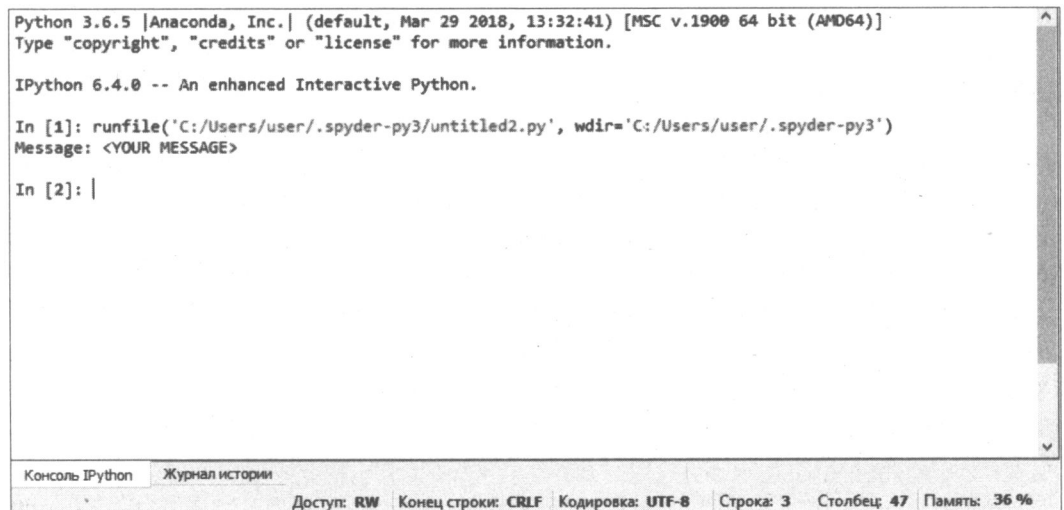 Python 3.6.5 |Anaconda, Inc.| (default, Mar 29 2018, 13:32:41) [MSC v.1900 64 bit (AMD64)]
Type "copyright", "credits" or "license" for more information.
IPython 6.4.0 -- An enhanced Interactive Python.
In [1]: runfile('C:/Users/user/.spyder-py3/untitled2.py', wdir='C:/Users/user/.spyder-py3')
Message: <YOUR MESSAGE>
In [2]:
Консоль IPython Журнал истории
Доступ: RW Конец строки: CRLF Кодировка: UTF-8 Строка: 3 Столбец: 47 Память: 36 %